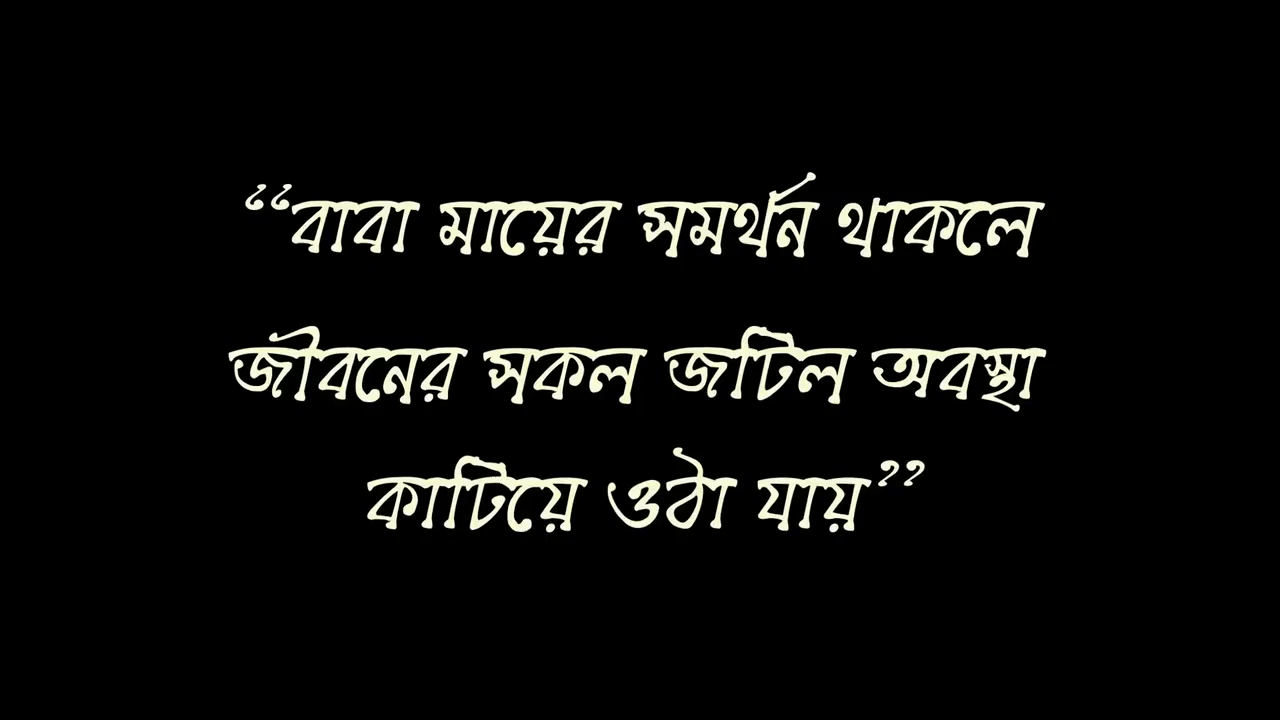 “বাবা মায়ের সমর্থন থাকলে
জীবনের সকল জটিল অবস্থা
কাটিয়ে ওঠা যায়”